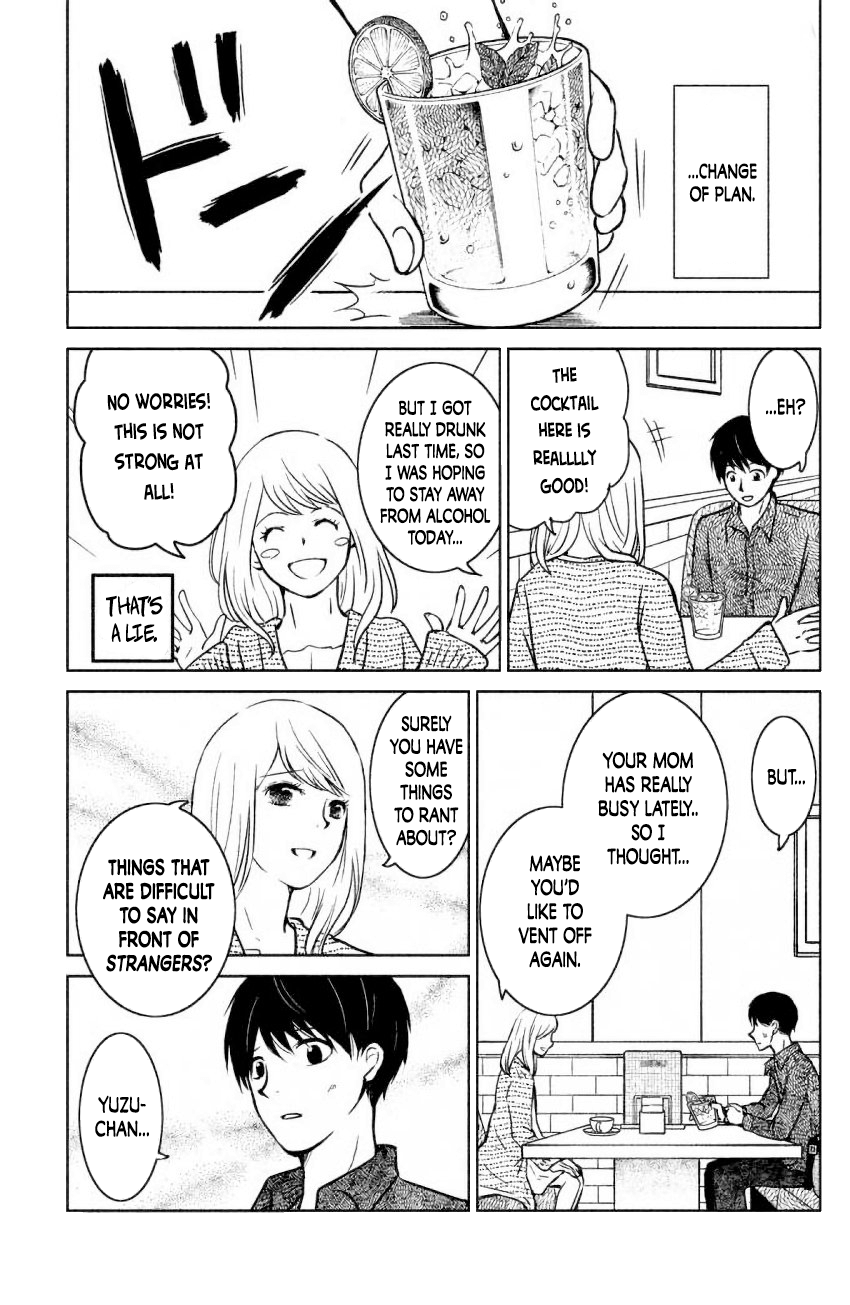 ...CHANGE
OF PLAN.
ドン
...EH?
THE
COCKTAIL
HERE IS
REALLLLY
GOOD!
BUT I GOT
REALLY DRUNK
LAST TIME, SO
I WAS HOPING
TO STAY AWAY
FROM ALCOHOL
TODAY...
NO WORRIES!
THIS IS NOT
STRONG AT
ALL!
THAT'S
A LIE.
BUT...
YOUR MOM
HAS REALLY
BUSY LATELY..
SO I
THOUGHT...
MAYBE
YOU'D
LIKE TO
VENT OFF
AGAIN.
SURELY
YOU HAVE
SOME
THINGS
TO RANT
ABOUT?
THINGS THAT
ARE DIFFICULT
TO SAY IN
FRONT OF
STRANGERS?
YUZU-
CHAN...